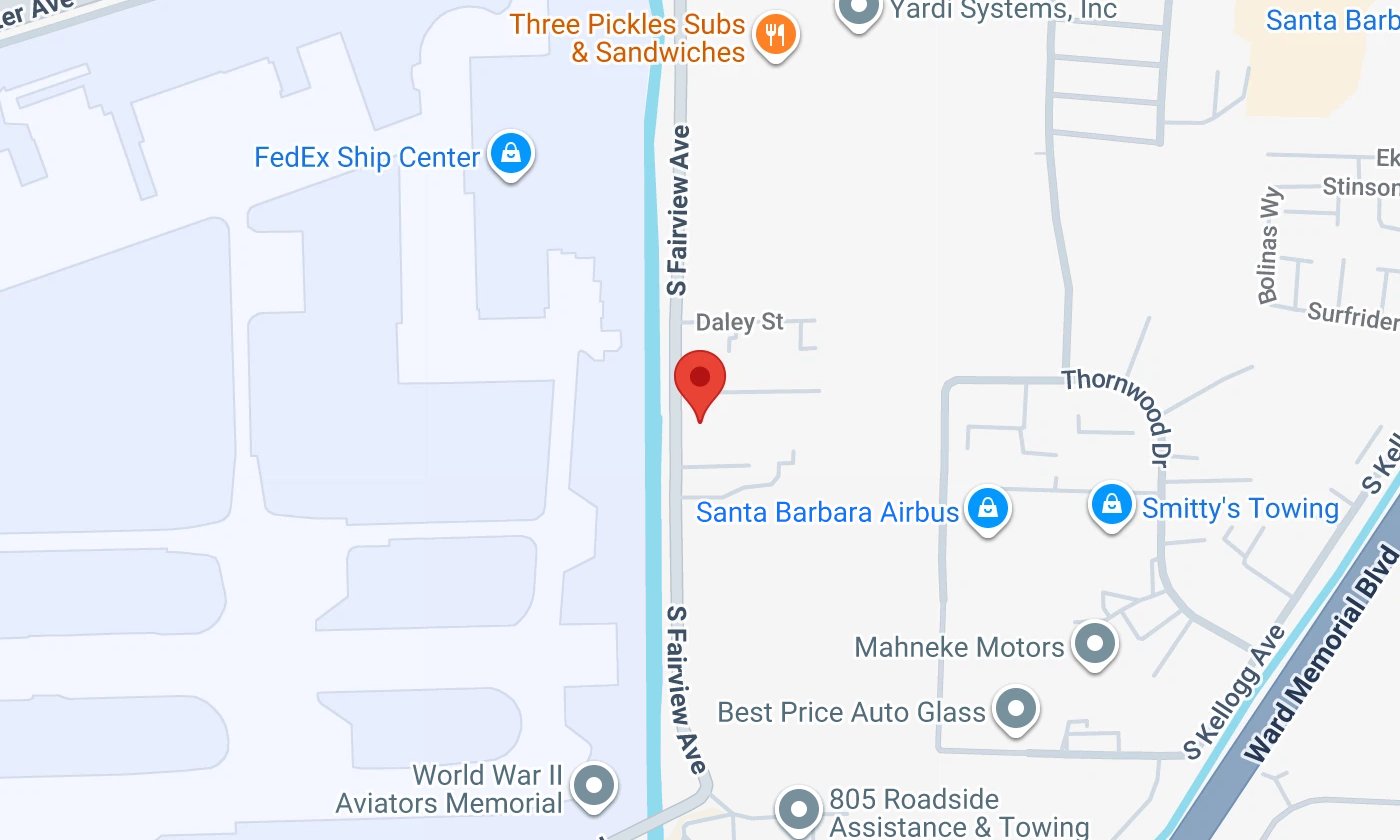 Three Pickles Subs
& Sandwiches
Yardi Systems, Inc
FedEx Ship Center
S Fairview Ave
Stinson
Bolinas Wy
Surfrider
Daley St
Thornwood Dr
Santa Barbara Airbus
Smitty's Towing
S Fairview Ave
Mahneke Motors
Best Price Auto Glass
S Kellogg Ave
Ward Memorial Blvd
World War II
Aviators Memorial
805 Roadside
Assistance & Towing